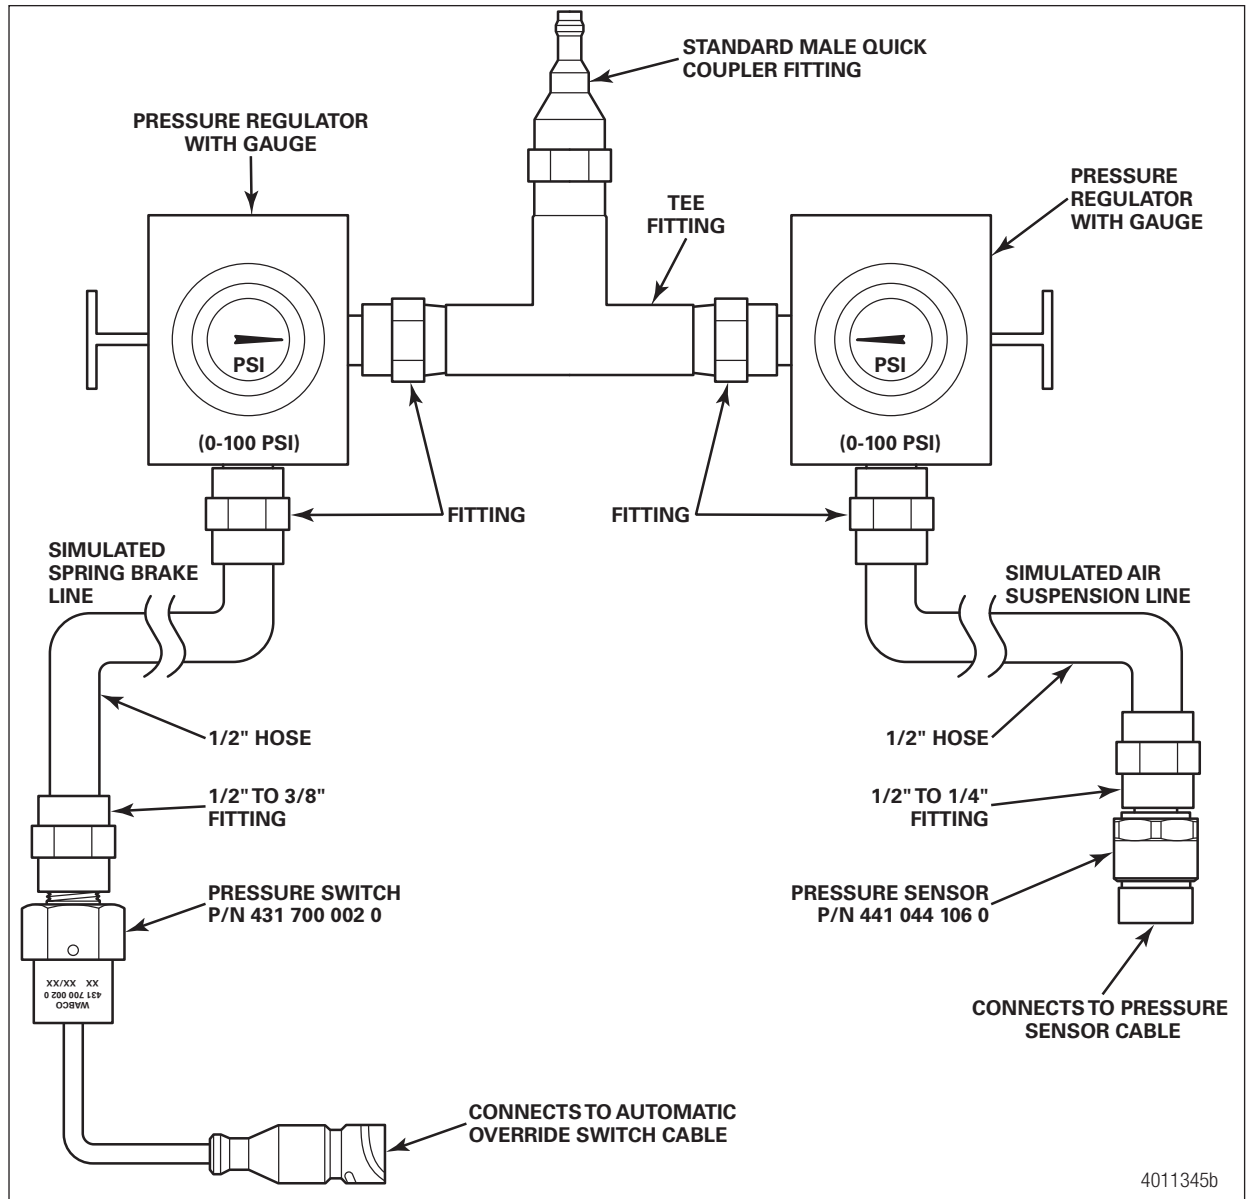 STANDARD MALE QUICK
COUPLER FITTING
PRESSURE REGULATOR
WITH GAUGE
PRESSURE
REGULATOR
WITH GAUGE
TEE
FITTING
PSI
(0-100 PSI)
PSI
(0-100 PSI)
FITTING
FITTING
SIMULATED
SPRING BRAKE
LINE
SIMULATED AIR
SUSPENSION LINE
1/2" HOSE
1/2" HOSE
1/2" TO 3/8"
FITTING
1/2" TO 1/4"
FITTING
PRESSURE SWITCH
P/N 431 700 002 0
PRESSURE SENSOR
P/N 441 044 106 0
WABCO
431 700 002 0
XX XX/XX
CONNECTS TO PRESSURE
SENSOR CABLE
CONNECTS TO AUTOMATIC
OVERRIDE SWITCH CABLE
4011345b